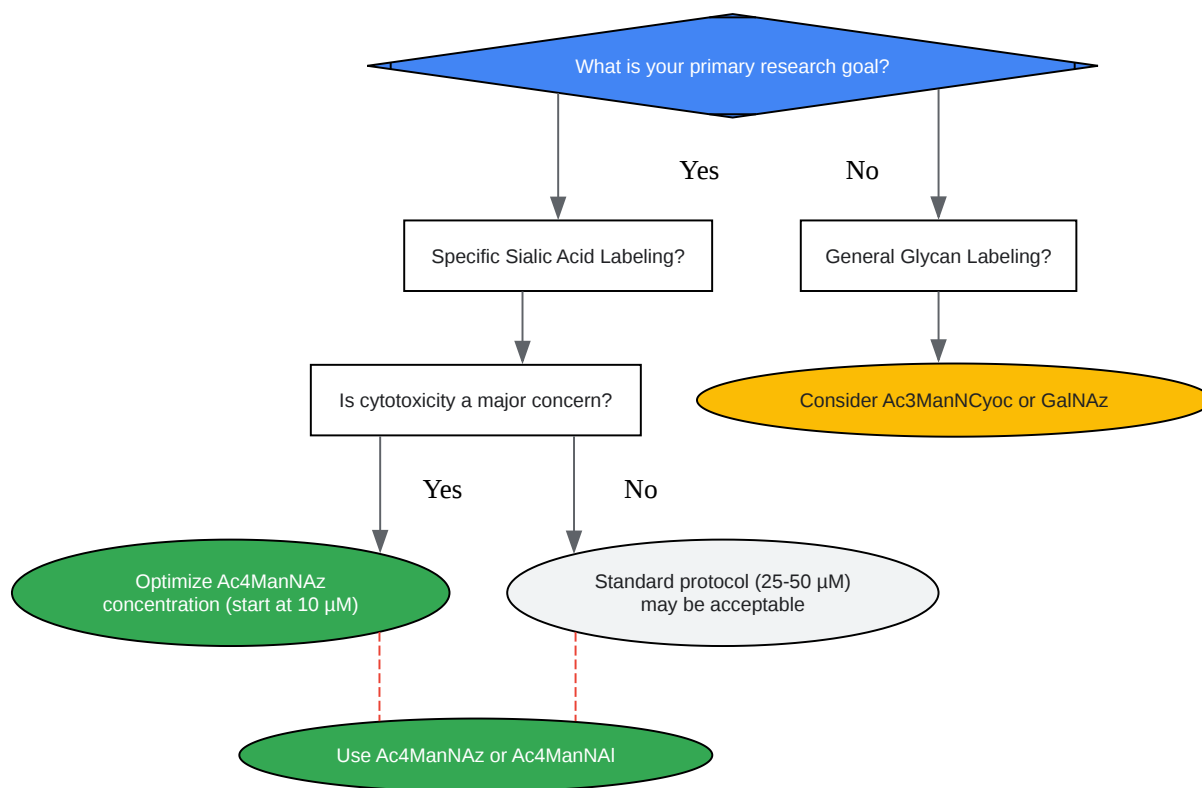 What is your primary research goal?
Yes
No
Specific Sialic Acid Labeling?
General Glycan Labeling?
Is cytotoxicity a major concern?
Consider Ac3ManNCyoc or GalNAz
Yes
No
Optimize Ac4ManNAz
concentration (start at 10 µM)
Standard protocol (25-50 µM)
may be acceptable
Use Ac4ManNAz or Ac4ManNAl